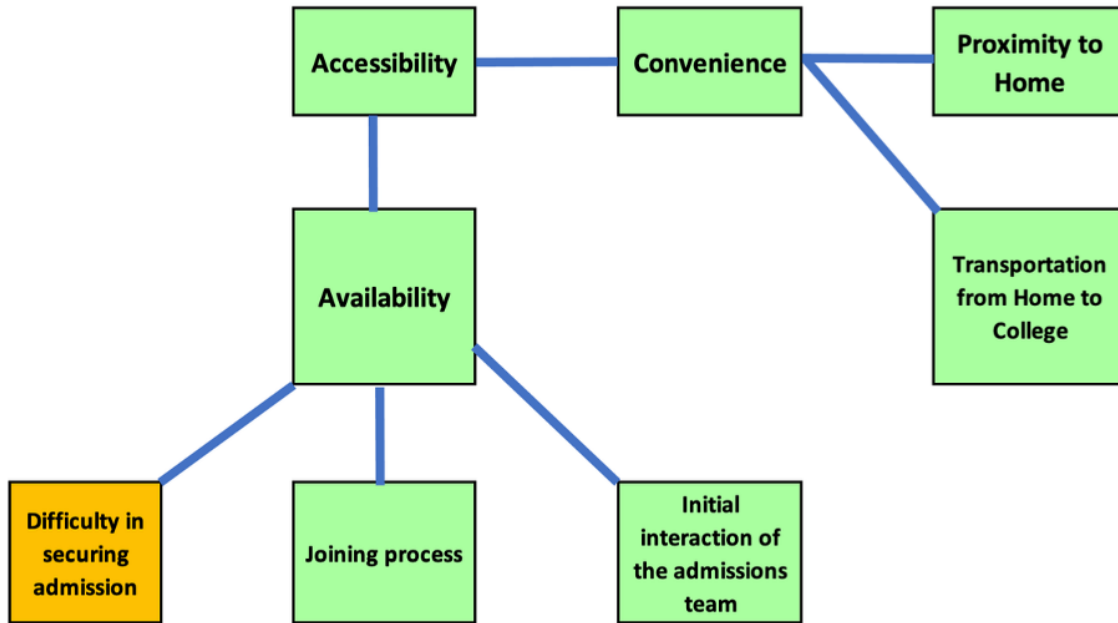 Accessibility
Convenience
Proximity to
Home
Availability
Transportation
from Home to
College
Difficulty in
securing
admission
Joining process
Initial
interaction of
the admissions
team